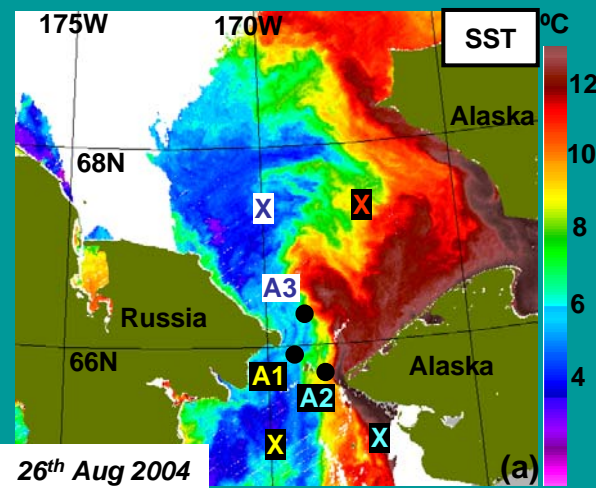 175W
170W
SST
ºC
12
Alaska
10
68N
X
X
8
A3
6
Russia
66N
A1
A2
Alaska
4
X
X
26th Aug 2004
(a)